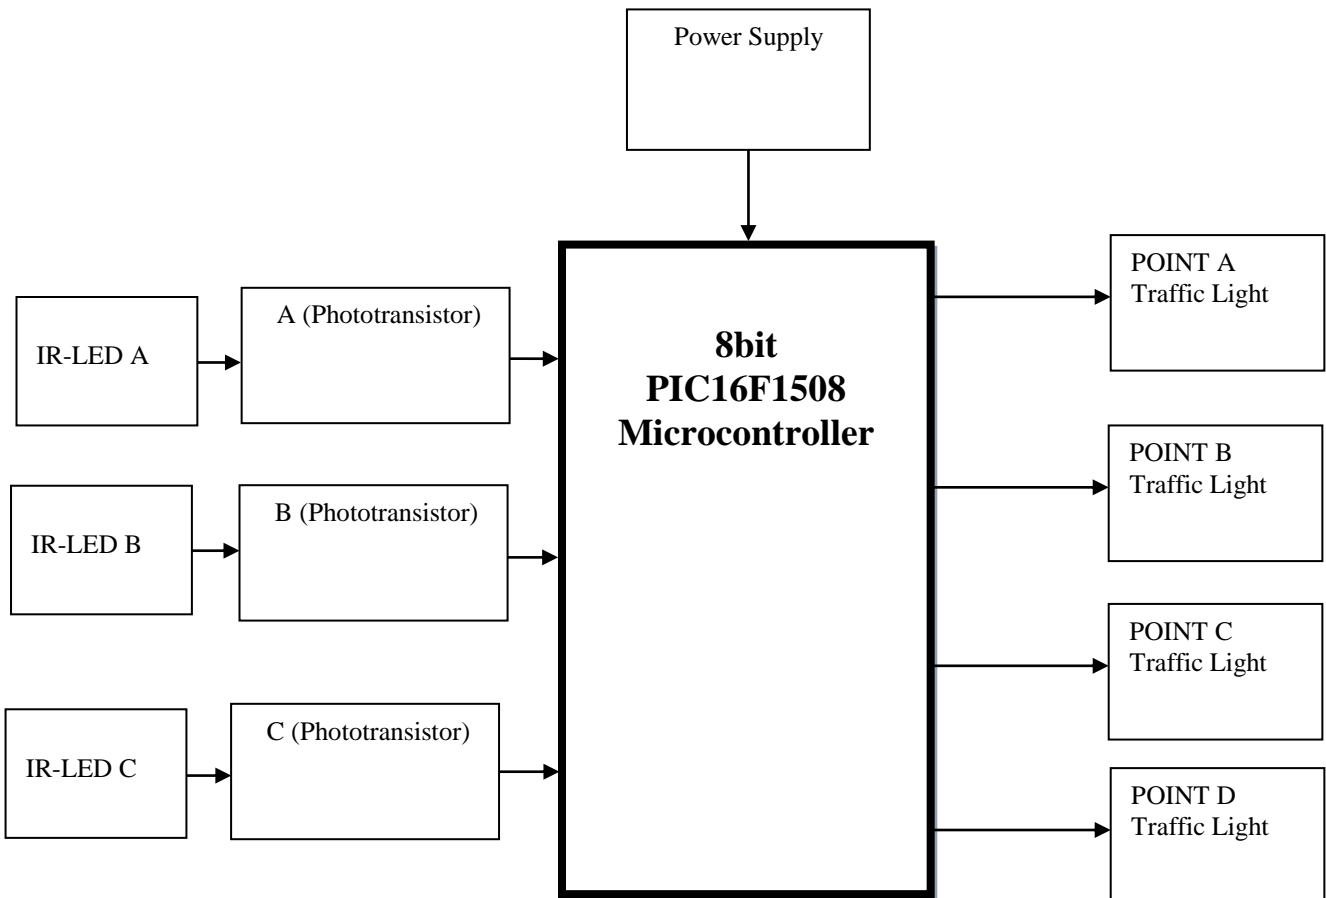 Power Supply
IR-LED A
A (Phototransistor)
8bit
PIC16F1508
Microcontroller
POINT A
Traffic Light
IR-LED B
B (Phototransistor)
POINT B
Traffic Light
IR-LED C
C (Phototransistor)
POINT C
Traffic Light
POINT D
Traffic Light